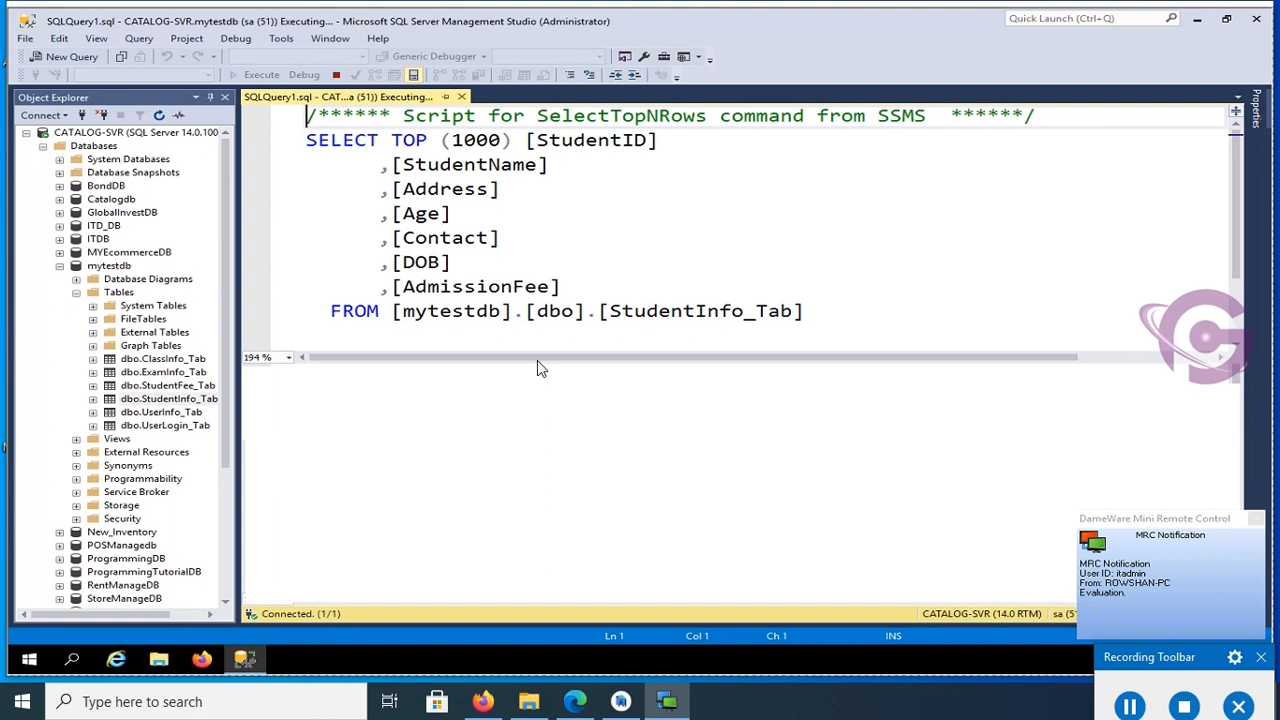 SQLQuery1.sql - CATALOG-SVR.mytestdb (sa (51)) Executing... - Microsoft SQL Server Management Studio (Administrator)
Quick Launch (Ctrl+Q)
File Edit View Query Project Debug Tools Window Help
New Query
Generic Debugger
Execute Debug
Object Explorer
SQLQuery1.sql - CAT...a (51)) Executing...
Connect
Properties
CATALOG-SVR (SQL Server 14.0.100
Databases
System Databases
Database Snapshots
BondDB
Catalogdb
GlobalInvestDB
ITD_DB
ITDB
MYEcommerceDB
mytestdb
Database Diagrams
Tables
System Tables
FileTables
External Tables
Graph Tables
dbo.ClassInfo_Tab
dbo.ExamInfo_Tab
dbo.StudentFee_Tab
dbo.StudentInfo_Tab
dbo.UserInfo_Tab
dbo.UserLogin_Tab
Views
External Resources
Synonyms
Programmability
Service Broker
Storage
Security
New_Inventory
POSManagedb
ProgrammingDB
ProgrammingTutorialDB
RentManageDB
StoreManageDB
/****** Script for SelectTopNRows command from SSMS  ******/
SELECT TOP (1000) [StudentID]
,[StudentName]
,[Address]
,[Age]
,[Contact]
,[DOB]
,[AdmissionFee]
FROM [mytestdb].[dbo].[StudentInfo_Tab]
194 %
Connected. (1/1)
CATALOG-SVR (14.0 RTM) sa (51
Ln 1 Col 1 Ch 1 INS
DameWare Mini Remote Control
MRC Notification
MRC Notification
User ID: itadmin
From: ROWSHAN-PC
Evaluation.
Recording Toolbar
Type here to search